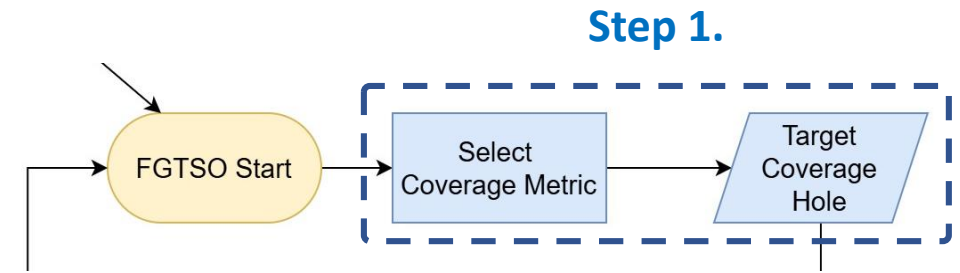 Step 1.
FGTSO Start
Select
Coverage Metric
Target
Coverage
Hole